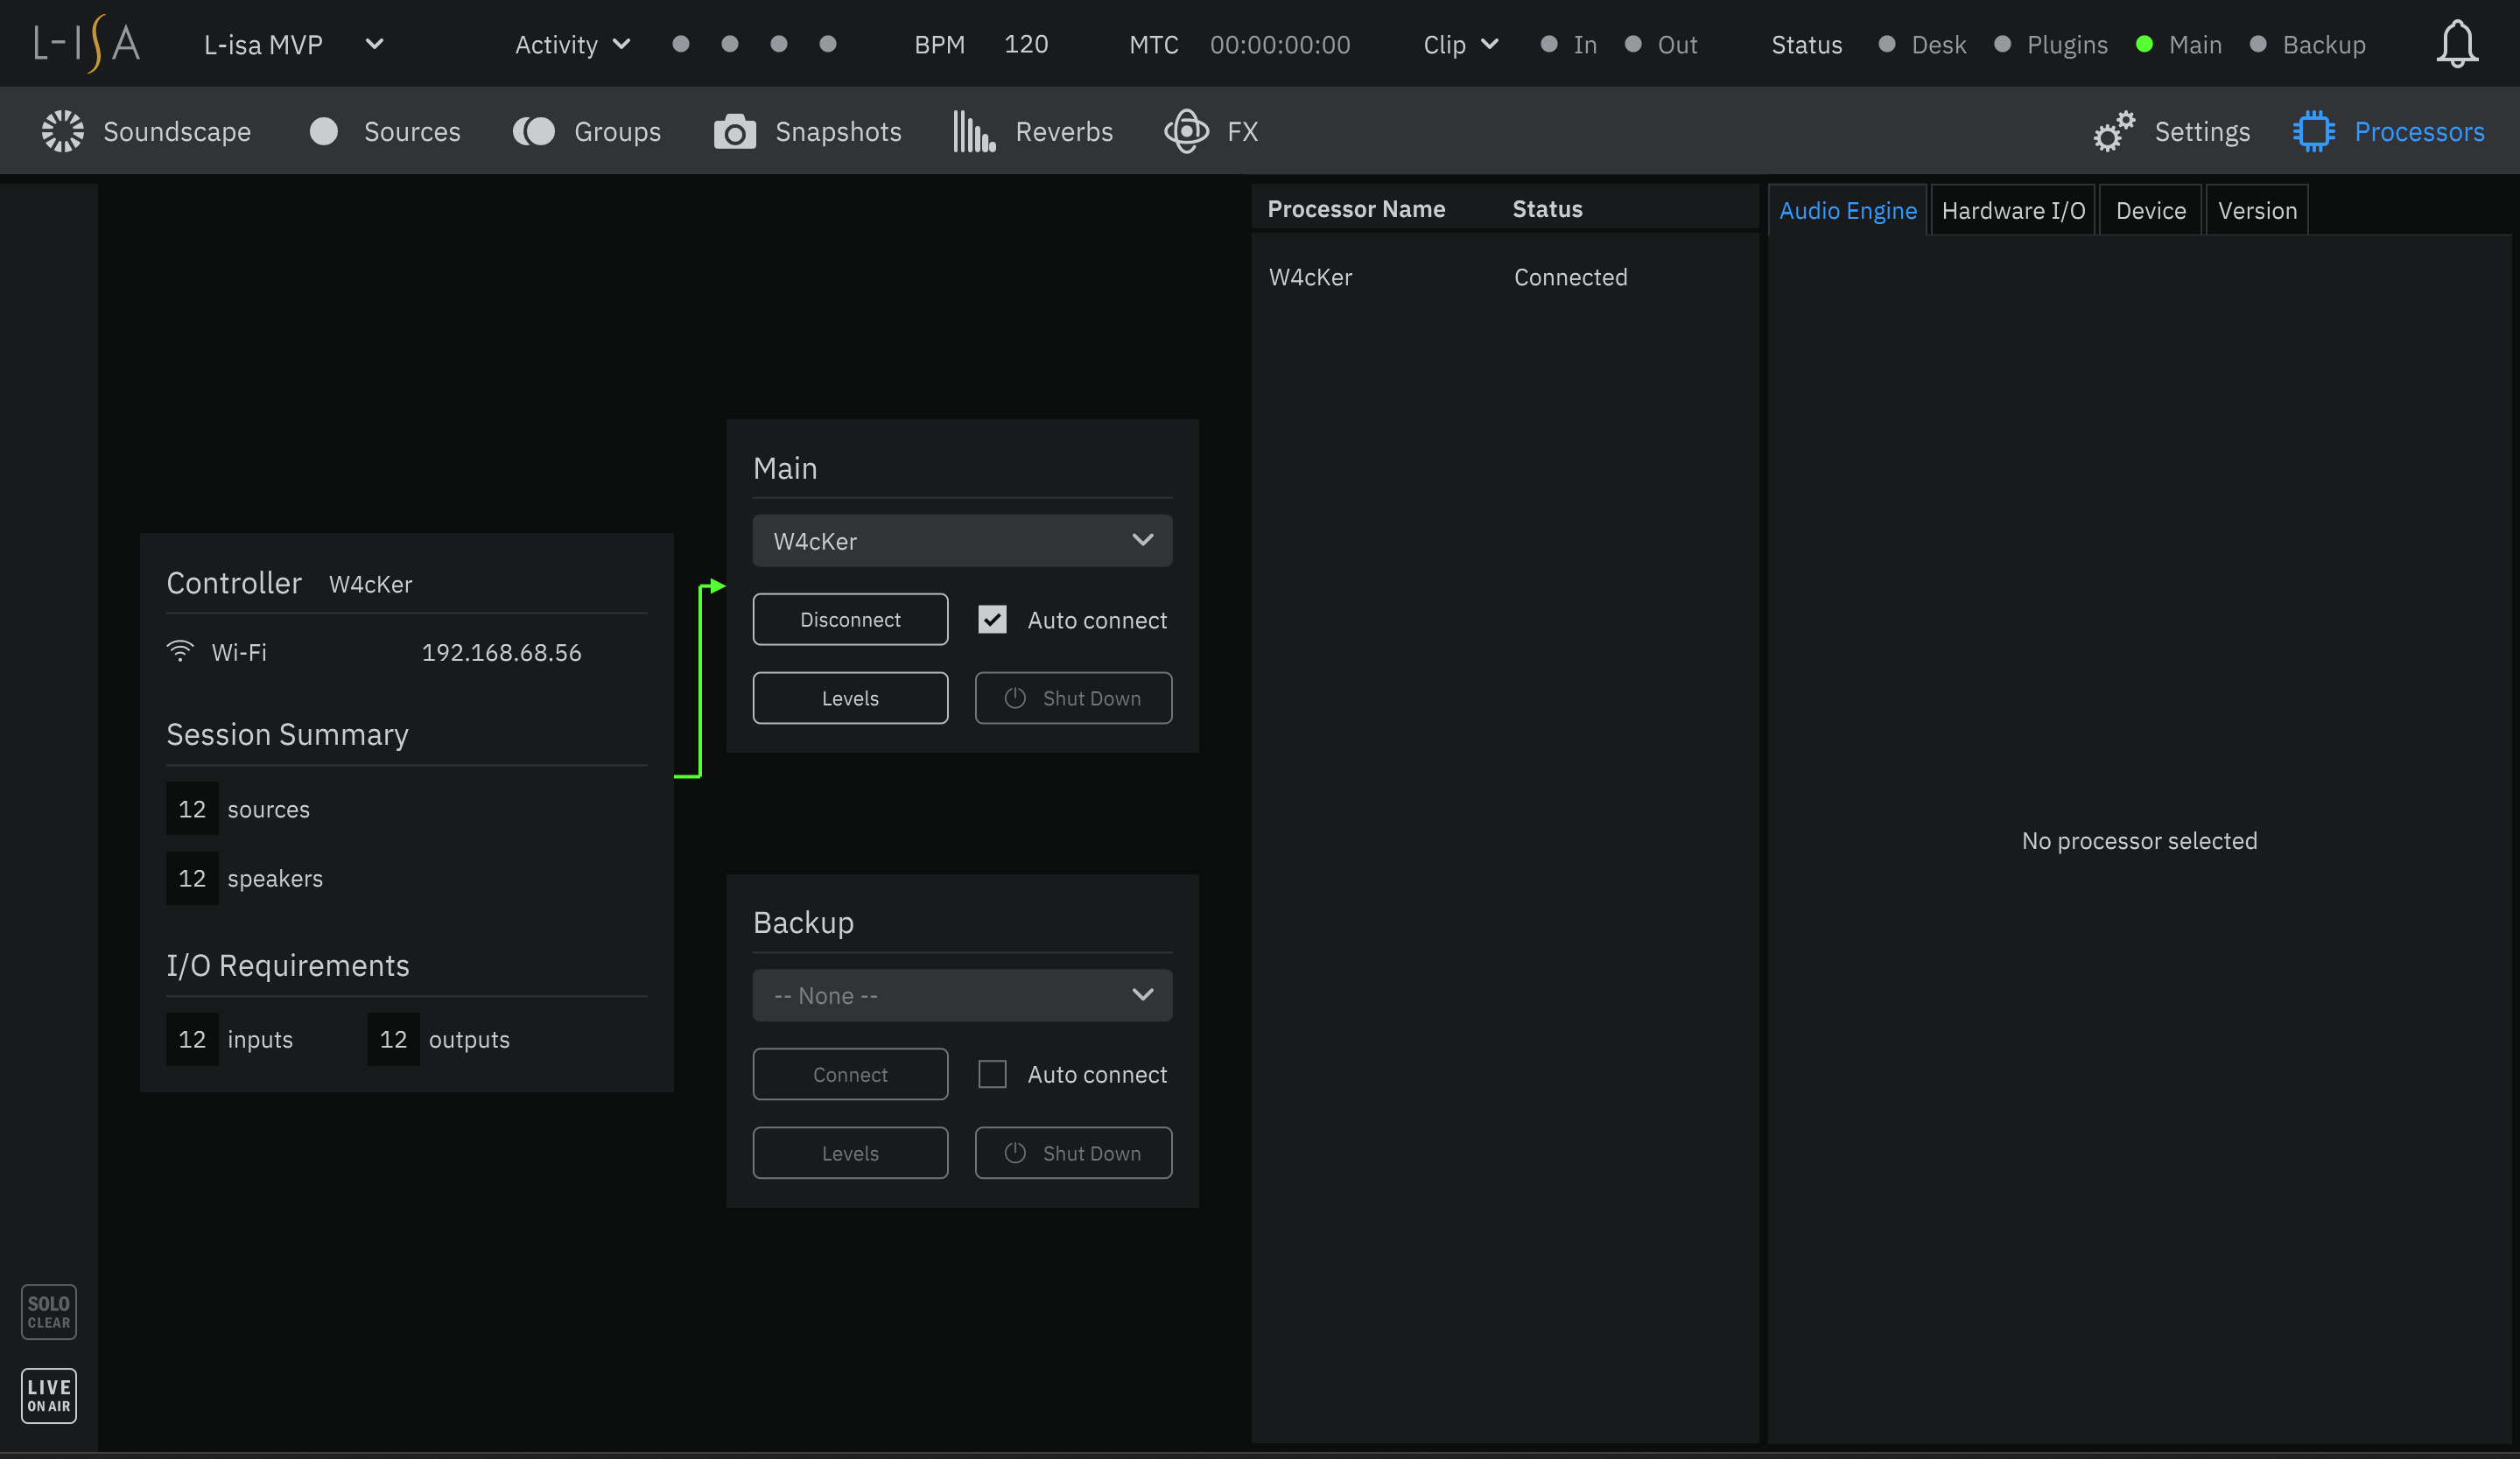 L-ISA L-isa MVP Activity BPM 120 MTC 00:00:00:00 Clip In Out Status Desk Plugins Main Backup
Soundscape Sources Groups Snapshots Reverbs FX Settings Processors
Controller W4cKer
Wi-Fi 192.168.68.56
Session Summary
12 sources
12 speakers
I/O Requirements
12 inputs 12 outputs
Main
W4cKer
Disconnect Auto connect
Levels Shut Down
Backup
-- None --
Connect Auto connect
Levels Shut Down
Processor Name Status
W4cKer Connected
Audio Engine Hardware I/O Device Version
No processor selected
SOLO
CLEAR
LIVE
ON AIR